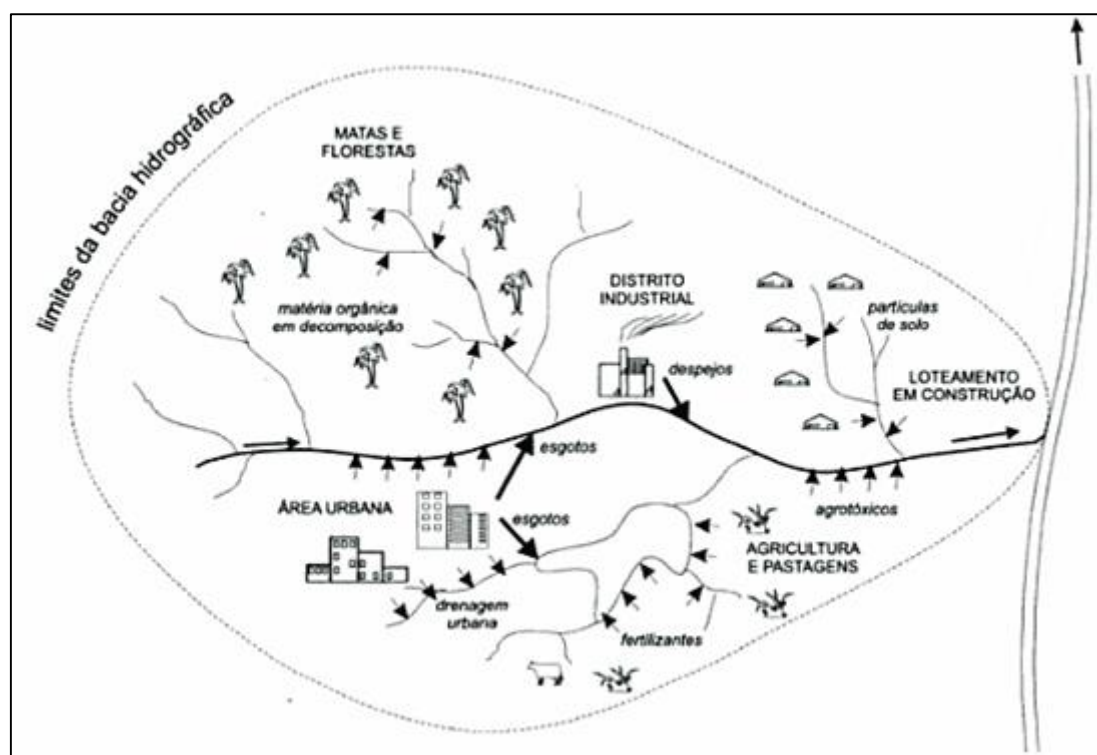 limites da bacia hidrográfica
MATAS E
FLORESTAS
matéria orgânica
em decomposição
DISTRITO
INDUSTRIAL
despejos
partículas
de solo
LOTEAMENTO
EM CONSTRUÇÃO
esgotos
ÁREA URBANA
esgotos
agrotóxicos
AGRICULTURA
E PASTAGENS
drenagem
urbana
fertilizantes